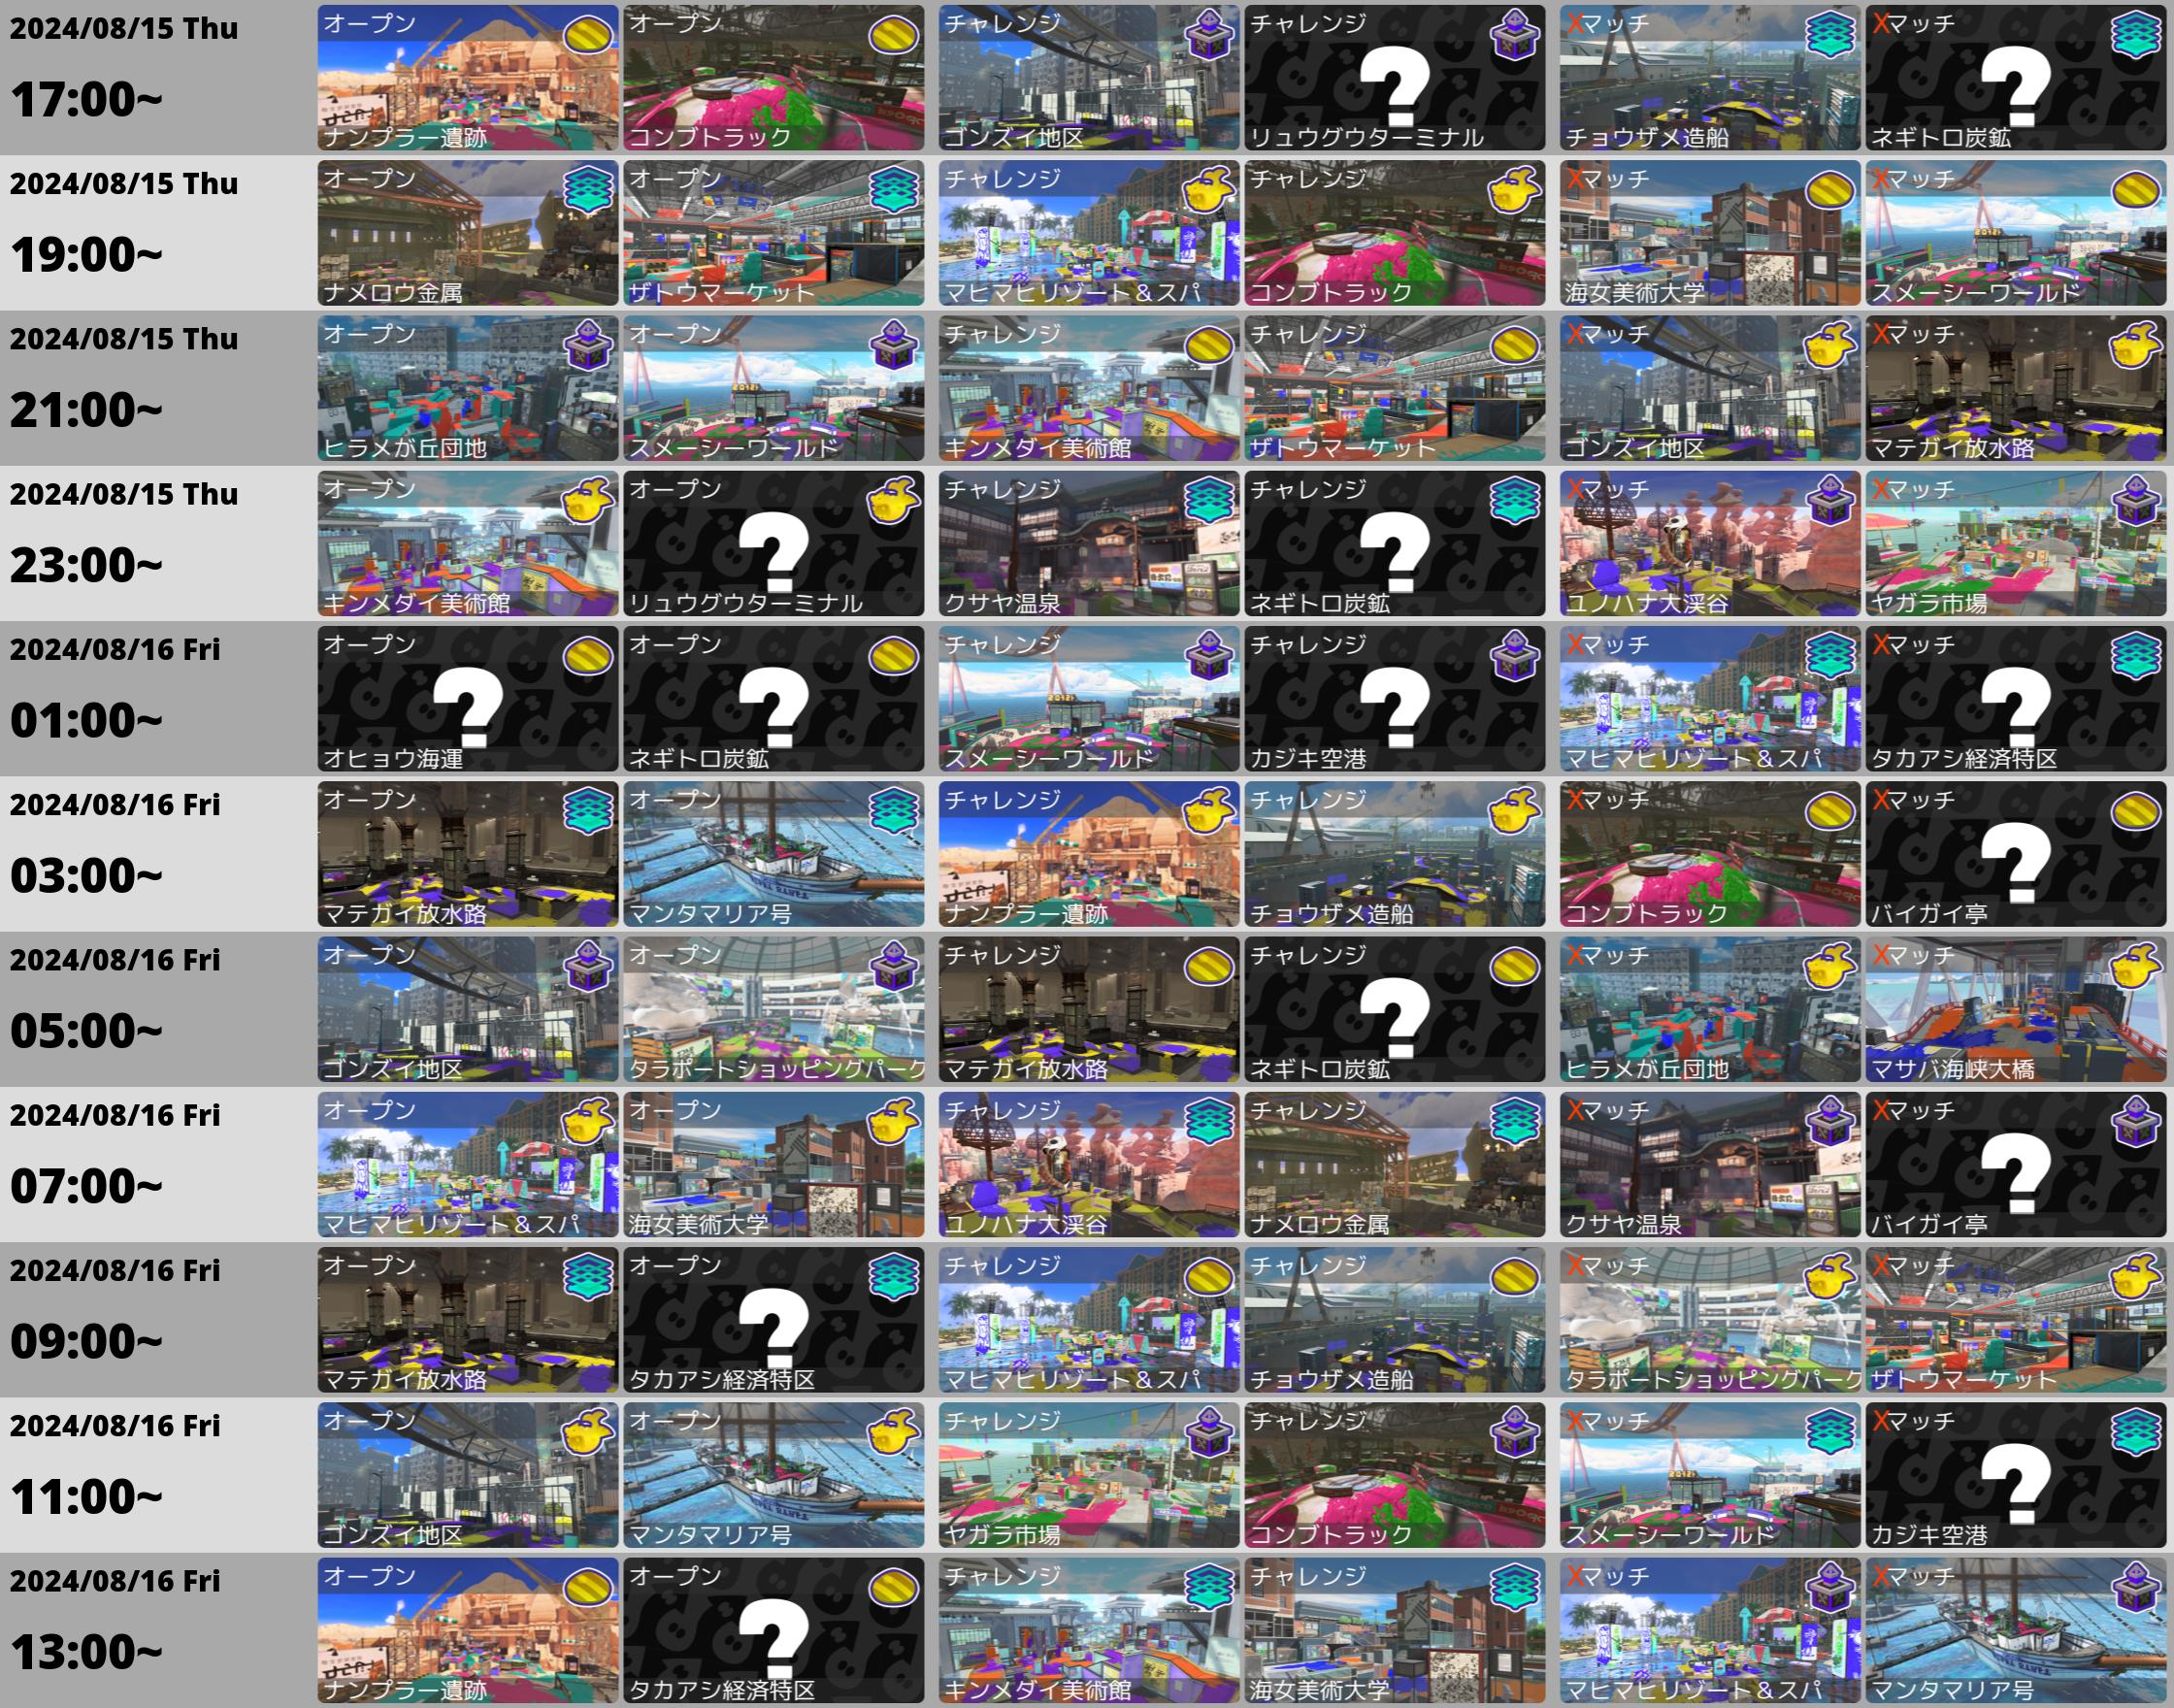 2024/08/15 Thu
17:00~
オープン
ナンプラー遺跡
オープン
コンブトラック
チャレンジ
ゴンズイ地区
チャレンジ
リュウグウターミナル
Xマッチ
チョウザメ造船
Xマッチ
ネギトロ炭鉱
2024/08/15 Thu
19:00~
オープン
ナメロウ金属
オープン
ザトウマーケット
チャレンジ
マヒマヒリゾート&スパ
チャレンジ
コンブトラック
Xマッチ
海女美術大学
Xマッチ
スメーシーワールド
2024/08/15 Thu
21:00~
オープン
ヒラメが丘団地
オープン
スメーシーワールド
チャレンジ
キンメダイ美術館
チャレンジ
ザトウマーケット
Xマッチ
ゴンズイ地区
Xマッチ
マテガイ放水路
2024/08/15 Thu
23:00~
オープン
キンメダイ美術館
オープン
リュウグウターミナル
チャレンジ
クサヤ温泉
チャレンジ
ネギトロ炭鉱
Xマッチ
ユノハナ大渓谷
Xマッチ
ヤガラ市場
2024/08/16 Fri
01:00~
オープン
オヒョウ海運
オープン
ネギトロ炭鉱
チャレンジ
スメーシーワールド
チャレンジ
カジキ空港
Xマッチ
マヒマヒリゾート&スパ
Xマッチ
タカアシ経済特区
2024/08/16 Fri
03:00~
オープン
マテガイ放水路
オープン
マンタマリア号
チャレンジ
ナンプラー遺跡
チャレンジ
チョウザメ造船
Xマッチ
コンブトラック
Xマッチ
バイガイ亭
2024/08/16 Fri
05:00~
オープン
ゴンズイ地区
オープン
タラポートショッピングパーク
チャレンジ
マテガイ放水路
チャレンジ
ネギトロ炭鉱
Xマッチ
ヒラメが丘団地
Xマッチ
マサバ海峡大橋
2024/08/16 Fri
07:00~
オープン
マヒマヒリゾート&スパ
オープン
海女美術大学
チャレンジ
ユノハナ大渓谷
チャレンジ
ナメロウ金属
Xマッチ
クサヤ温泉
Xマッチ
バイガイ亭
2024/08/16 Fri
09:00~
オープン
マテガイ放水路
オープン
タカアシ経済特区
チャレンジ
マヒマヒリゾート&スパ
チャレンジ
チョウザメ造船
Xマッチ
タラポートショッピングパーク
Xマッチ
ザトウマーケット
2024/08/16 Fri
11:00~
オープン
ゴンズイ地区
オープン
マンタマリア号
チャレンジ
ヤガラ市場
チャレンジ
コンブトラック
Xマッチ
スメーシーワールド
Xマッチ
カジキ空港
2024/08/16 Fri
13:00~
オープン
ナンプラー遺跡
オープン
タカアシ経済特区
チャレンジ
キンメダイ美術館
チャレンジ
海女美術大学
Xマッチ
マヒマヒリゾート&スパ
Xマッチ
マンタマリア号